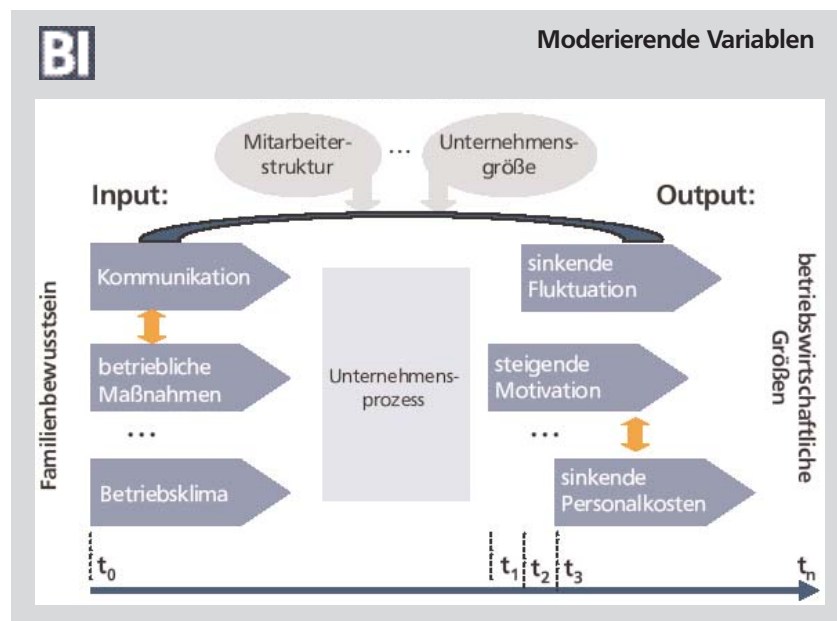 BI
Moderierende Variablen
Mitarbeiter-
struktur
...
Unternehmens-
größe
Input:
Output:
Familienbewusstsein
Kommunikation
betriebliche
Maßnahmen
...
Betriebsklima
Unternehmens-
prozess
sinkende
Fluktuation
steigende
Motivation
...
sinkende
Personalkosten
betriebswirtschaftliche
Größen
t0
t1
t2
t3
tn